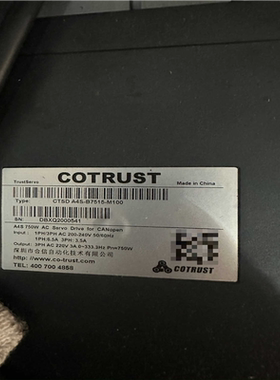 TrustServo
COTRUST
Made in China
Type: CTSD A4S-B7515-M100
SN: DBXQ2000541
A4S 750W AC Servo Drive for CANopen
Input : 1PH/3PH AC 200-240V 50/60Hz
1PH:6.5A 3PH: 3.5A
Output: 3PH AC 220V 5A 0~333.3Hz Pn=750W
深圳市合信自动化技术有限公司
http://www.co-trust.com
TEL: 400 700 4858
COTRUST